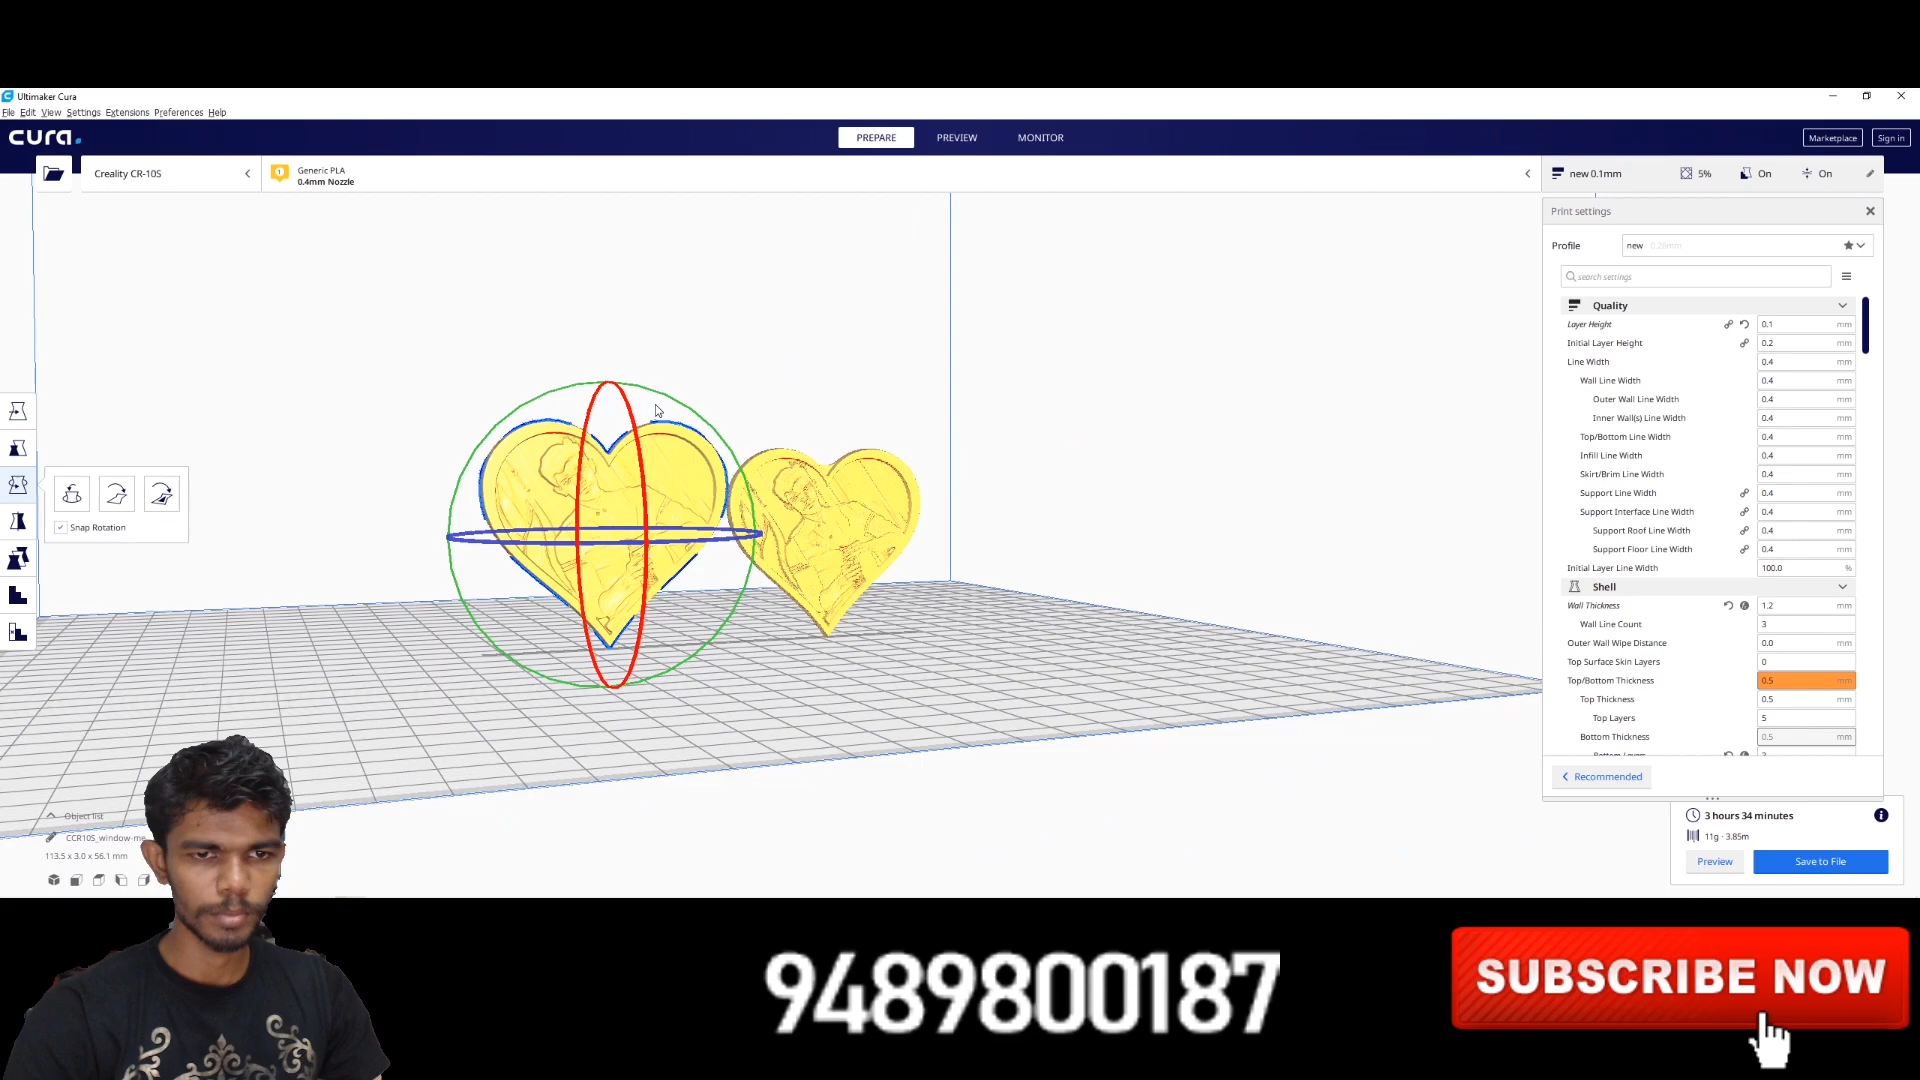 Ultimaker Cura
File Edit View Settings Extensions Preferences Help
cura.
PREPARE PREVIEW MONITOR
Marketplace
Sign in
Creality CR-10S
Generic PLA
0.4mm Nozzle
new 0.1mm
5%
On
On
Print settings
Profile new 0.28mm
search settings
Quality
Layer Height 0.1 mm
Initial Layer Height 0.2 mm
Line Width 0.4 mm
Wall Line Width 0.4 mm
Outer Wall Line Width 0.4 mm
Inner Wall(s) Line Width 0.4 mm
Top/Bottom Line Width 0.4 mm
Infill Line Width 0.4 mm
Skirt/Brim Line Width 0.4 mm
Support Line Width 0.4 mm
Support Interface Line Width 0.4 mm
Support Roof Line Width 0.4 mm
Support Floor Line Width 0.4 mm
Initial Layer Line Width 100.0 %
Shell
Wall Thickness 1.2 mm
Wall Line Count 3
Outer Wall Wipe Distance 0.0 mm
Top Surface Skin Layers 0
Top/Bottom Thickness 0.5 mm
Top Thickness 0.5 mm
Top Layers 5
Bottom Thickness 0.5 mm
Recommended
Snap Rotation
Object list
CCR10S_window-me
113.5 x 3.0 x 56.1 mm
3 hours 34 minutes
11g · 3.85m
Preview
Save to File
9489800187
SUBSCRIBE NOW